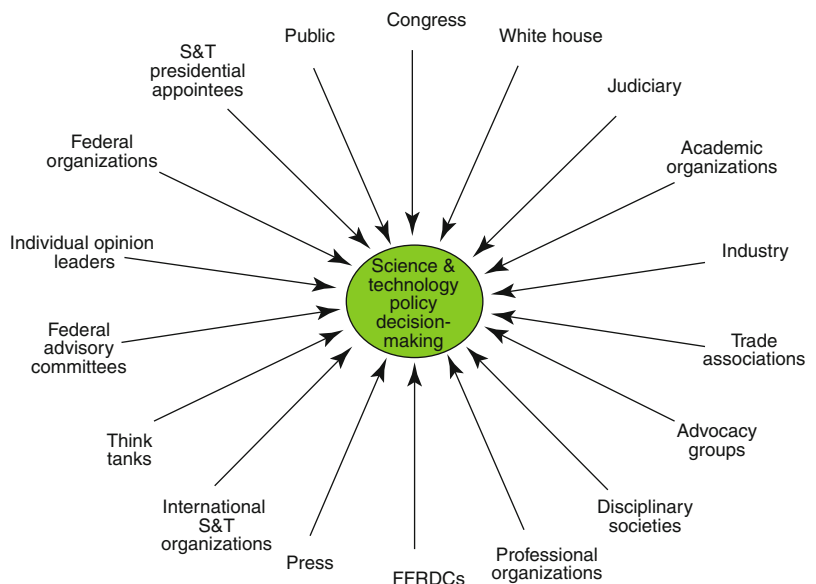 Congress
White house
Judiciary
Academic
organizations
Industry
Trade
associations
Advocacy
groups
Disciplinary
societies
Professional
organizations
FFRDCs
Press
International
S&T
organizations
Think
tanks
Federal
advisory
committees
Individual opinion
leaders
Federal
organizations
S&T
presidential
appointees
Public
Science &
technology
policy
decision-
making